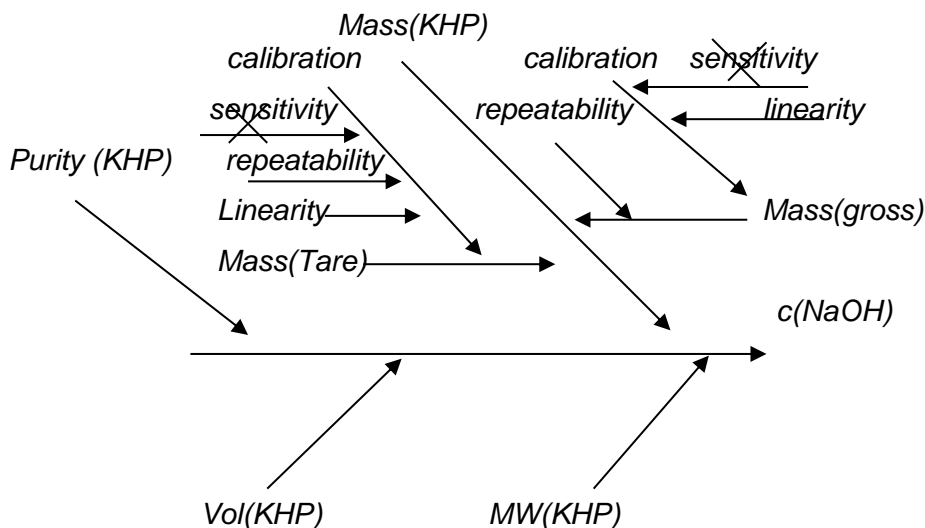 Mass(KHP)
calibration
calibration
sensitivity
sensitivity
repeatability
linearity
Purity (KHP)
repeatability
Linearity
Mass(gross)
Mass(Tare)
c(NaOH)
Vol(KHP)
MW(KHP)